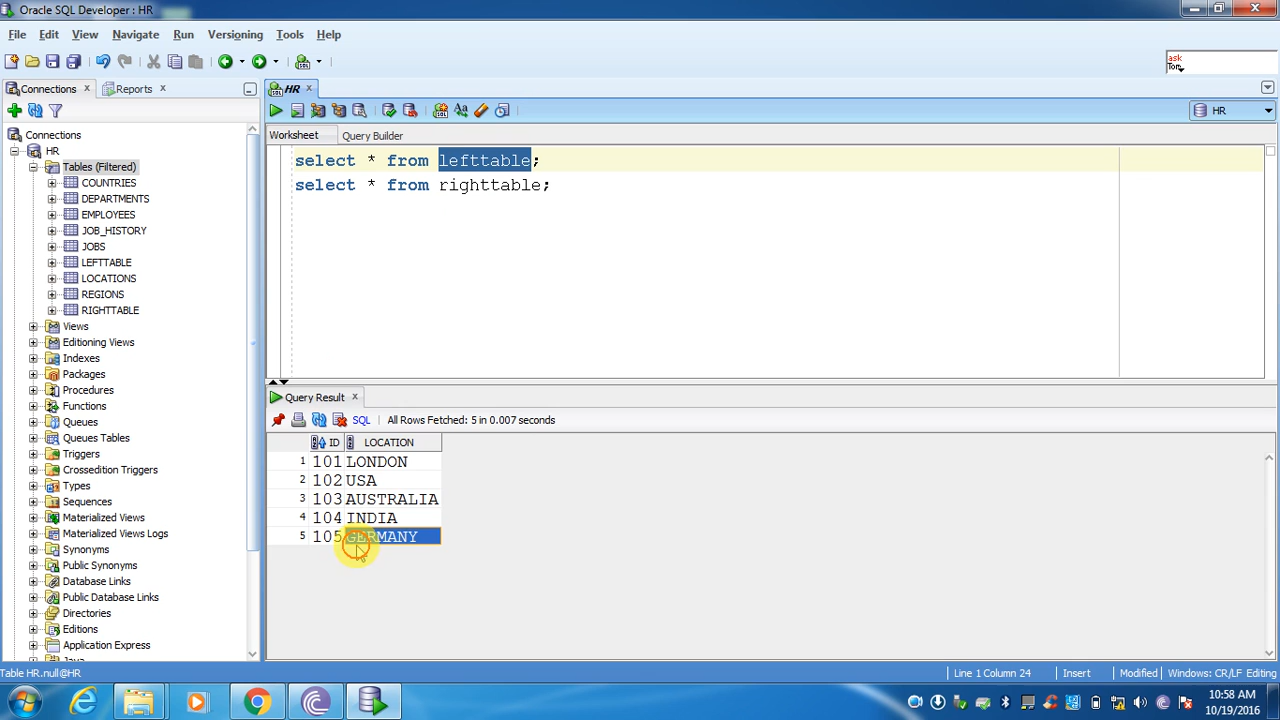 Oracle SQL Developer : HR
File Edit View Navigate Run Versioning Tools Help
ask
Tom
Connections Reports
HR
HR
Worksheet Query Builder
select * from lefttable;
select * from righttable;
Connections
HR
Tables (Filtered)
COUNTRIES
DEPARTMENTS
EMPLOYEES
JOB_HISTORY
JOBS
LEFTTABLE
LOCATIONS
REGIONS
RIGHTTABLE
Views
Editioning Views
Indexes
Packages
Procedures
Functions
Queues
Queues Tables
Triggers
Crossedition Triggers
Types
Sequences
Materialized Views
Materialized Views Logs
Synonyms
Public Synonyms
Database Links
Public Database Links
Directories
Editions
Application Express
Java
Query Result
SQL | All Rows Fetched: 5 in 0.007 seconds
ID LOCATION
1 101 LONDON
2 102 USA
3 103 AUSTRALIA
4 104 INDIA
5 105 GERMANY
Table HR.null@HR
Line 1 Column 24 | Insert | Modified | Windows: CR/LF Editing
10:58 AM
10/19/2016